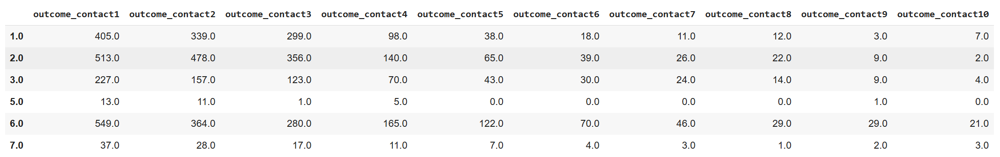 outcome_contact1 outcome_contact2 outcome_contact3 outcome_contact4 outcome_contact5 outcome_contact6 outcome_contact7 outcome_contact8 outcome_contact9 outcome_contact10
1.0 405.0 339.0 299.0 98.0 38.0 18.0 11.0 12.0 3.0 7.0
2.0 513.0 478.0 356.0 140.0 65.0 39.0 26.0 22.0 9.0 2.0
3.0 227.0 157.0 123.0 70.0 43.0 30.0 24.0 14.0 9.0 4.0
5.0 13.0 11.0 1.0 5.0 0.0 0.0 0.0 0.0 1.0 0.0
6.0 549.0 364.0 280.0 165.0 122.0 70.0 46.0 29.0 29.0 21.0
7.0 37.0 28.0 17.0 11.0 7.0 4.0 3.0 1.0 2.0 3.0